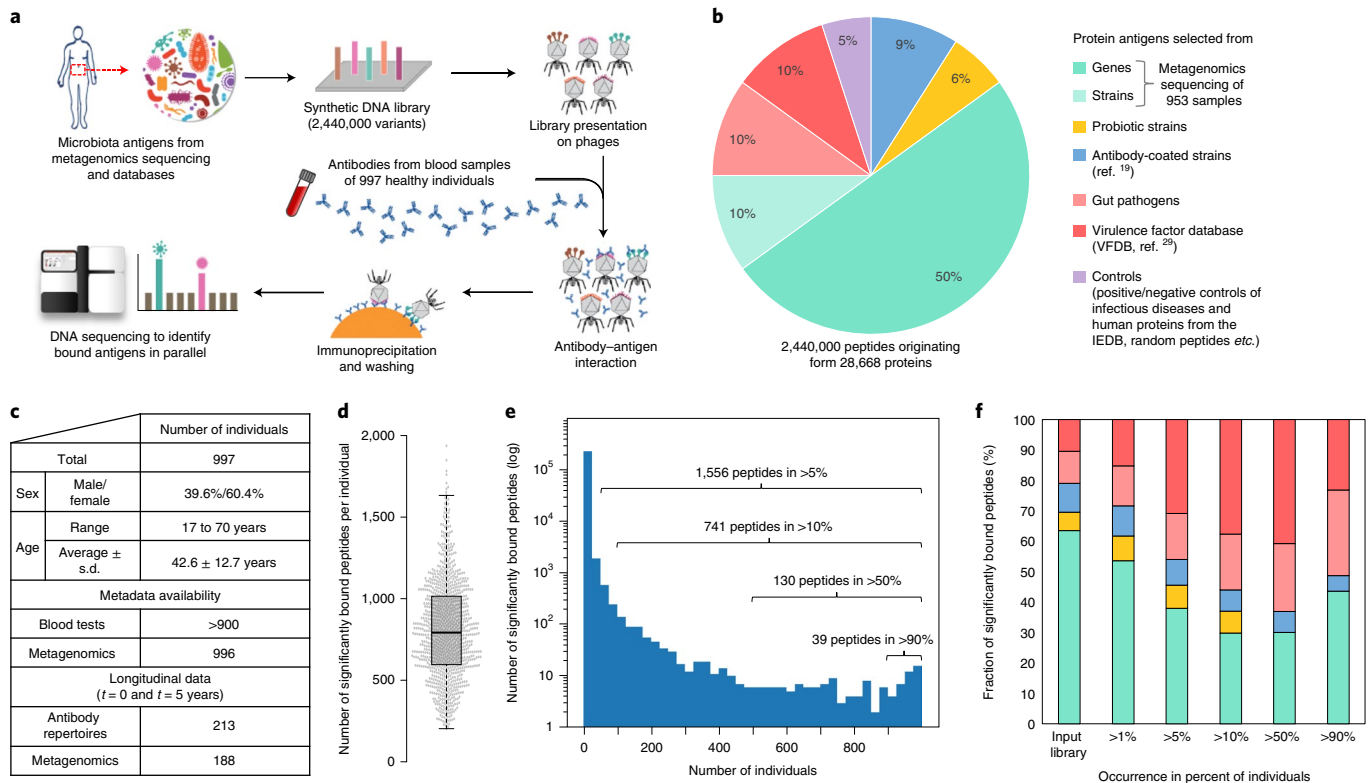 a
Microbiota antigens from
metagenomics sequencing
and databases
Synthetic DNA library
(2,440,000 variants)
Library presentation
on phages
Antibodies from blood samples
of 997 healthy individuals
DNA sequencing to identify
bound antigens in parallel
Immunoprecipitation
and washing
Antibody–antigen
interaction
b
5%
9%
6%
10%
10%
10%
50%
2,440,000 peptides originating
form 28,668 proteins
Protein antigens selected from
Genes
Strains
Metagenomics
sequencing of
953 samples
Probiotic strains
Antibody-coated strains
(ref. 19)
Gut pathogens
Virulence factor database
(VFDB, ref. 29)
Controls
(positive/negative controls of
infectious diseases and
human proteins from the
IEDB, random peptides etc.)
c
Number of individuals
Total 997
Sex Male/
female 39.6%/60.4%
Age Range 17 to 70 years
Average ±
s.d. 42.6 ± 12.7 years
Metadata availability
Blood tests >900
Metagenomics 996
Longitudinal data
(t = 0 and t = 5 years)
Antibody
repertoires 213
Metagenomics 188
d
Number of significantly bound peptides per individual
2,000
1,500
1,000
500
0
e
Number of significantly bound peptides (log)
10^5
10^4
10^3
10^2
10
1
1,556 peptides in >5%
741 peptides in >10%
130 peptides in >50%
39 peptides in >90%
0 200 400 600 800
Number of individuals
f
Fraction of significantly bound peptides (%)
100
90
80
70
60
50
40
30
20
10
0
Input
library
>1% >5% >10% >50% >90%
Occurrence in percent of individuals